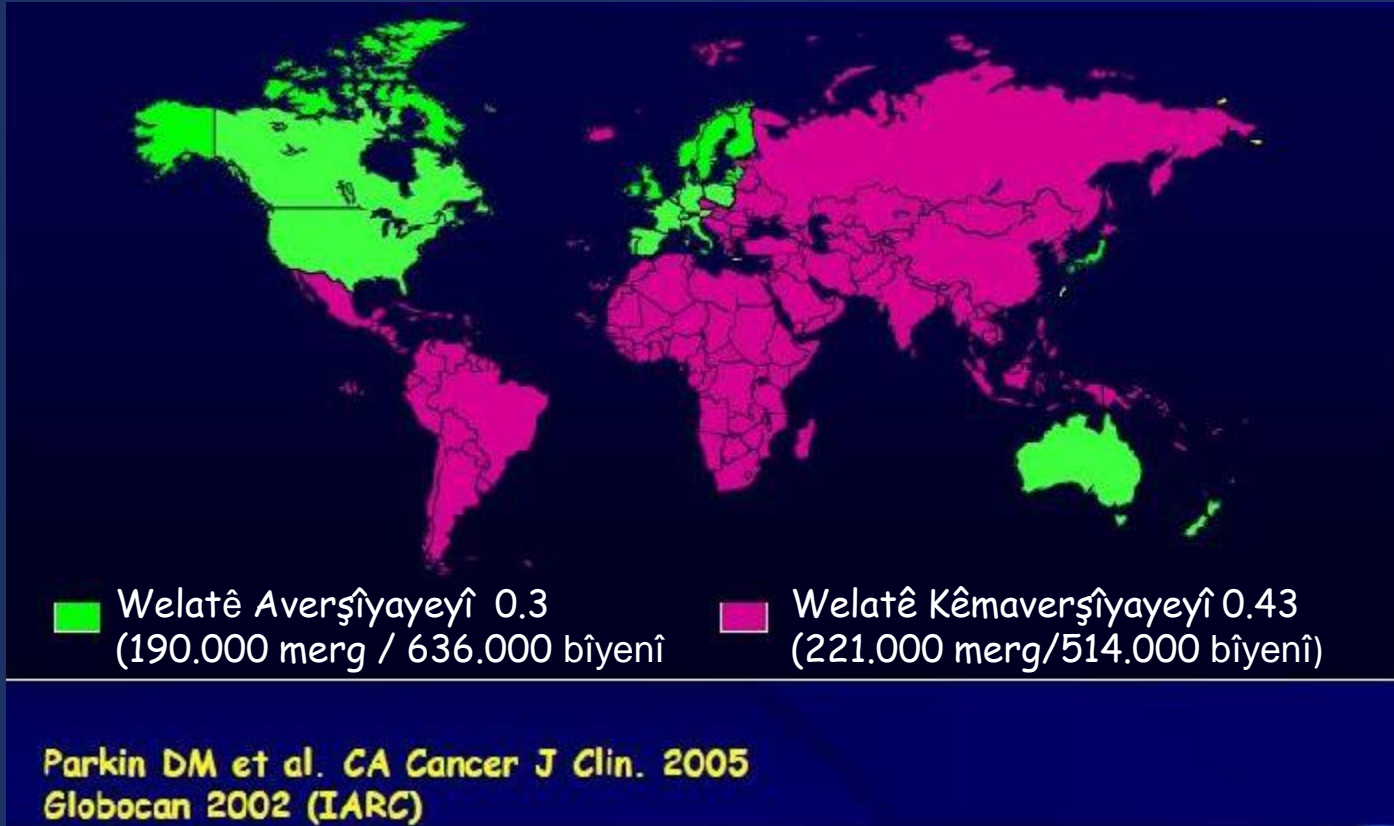 Welatê Averşîyayeyî 0.3
(190.000 merg / 636.000 bîyenî
Welatê Kêmaverşîyayeyî 0.43
(221.000 merg/514.000 bîyenî)
Parkin DM et al. CA Cancer J Clin. 2005
Globocan 2002 (IARC)